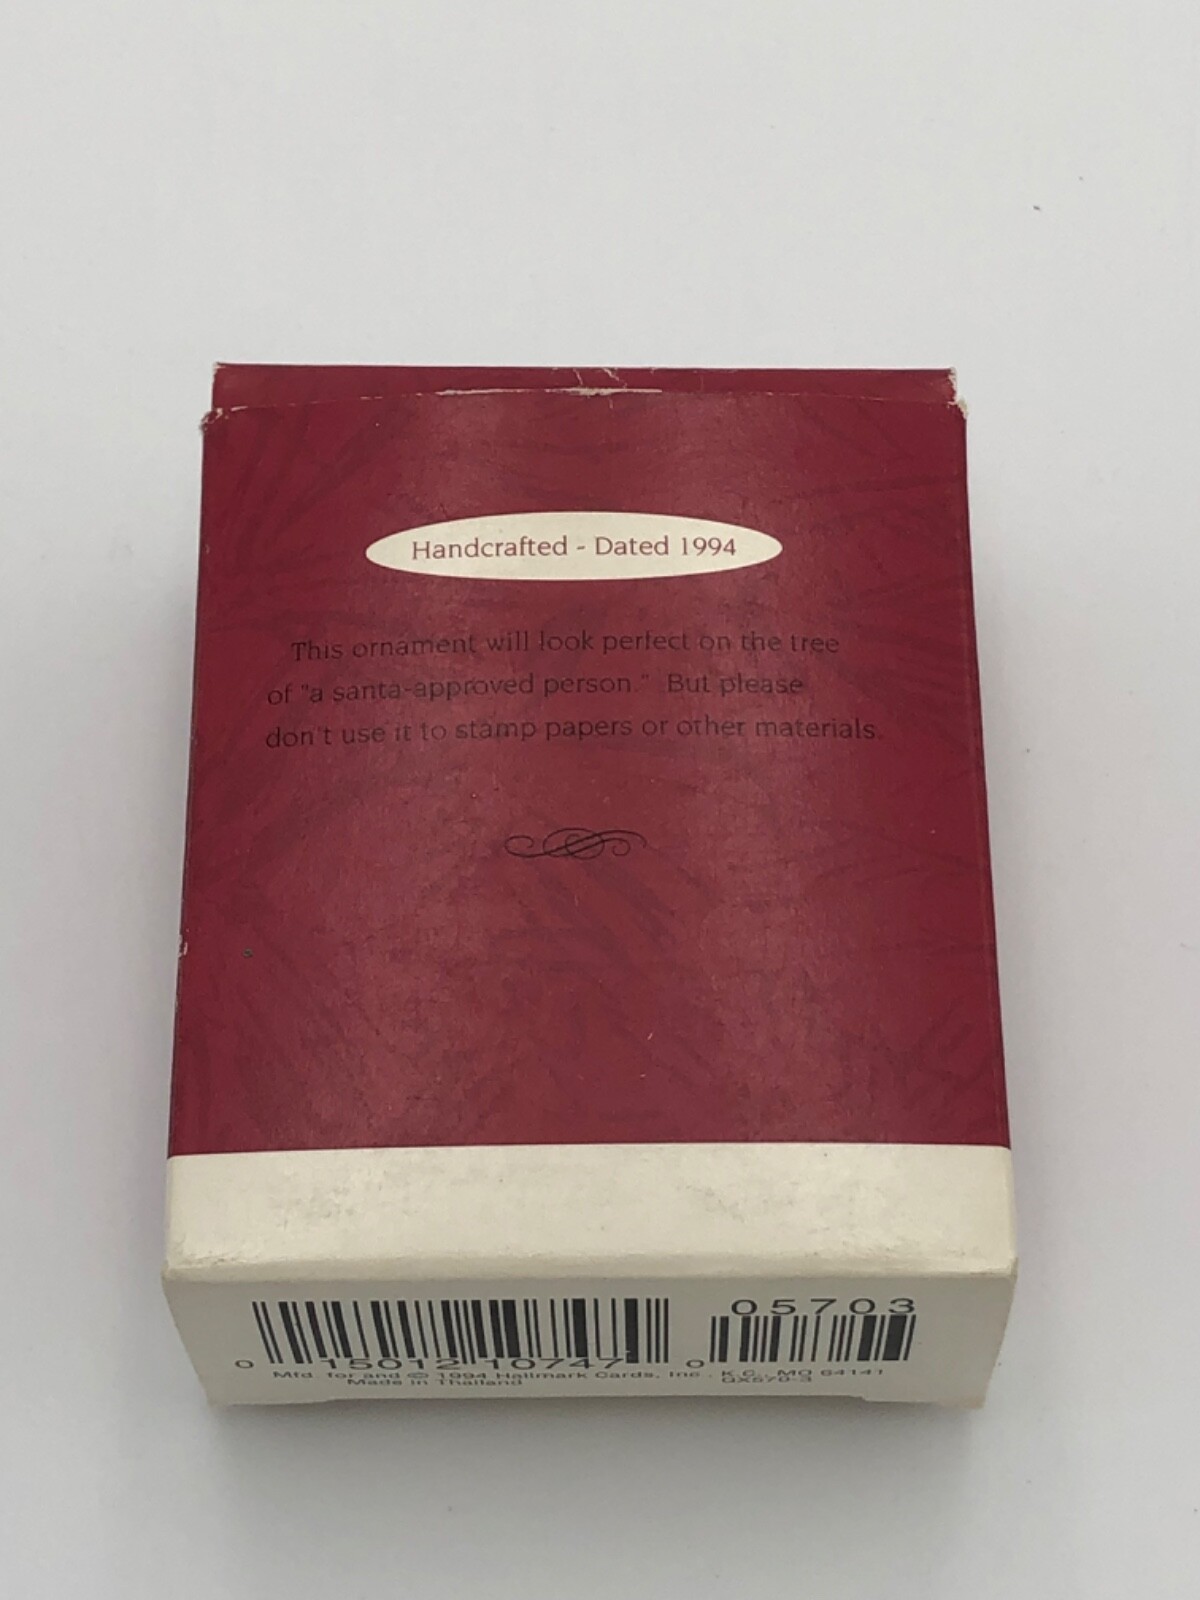 Handcrafted - Dated 1994
This ornament will look perfect on the tree
of "a santa-approved person." But please
don't use it to stamp papers or other materials.
05703
0 15012 10747 0
Mfd. for and © 1994 Hallmark Cards, Inc., K.C., MO 64141
Made in Thailand QX570-3